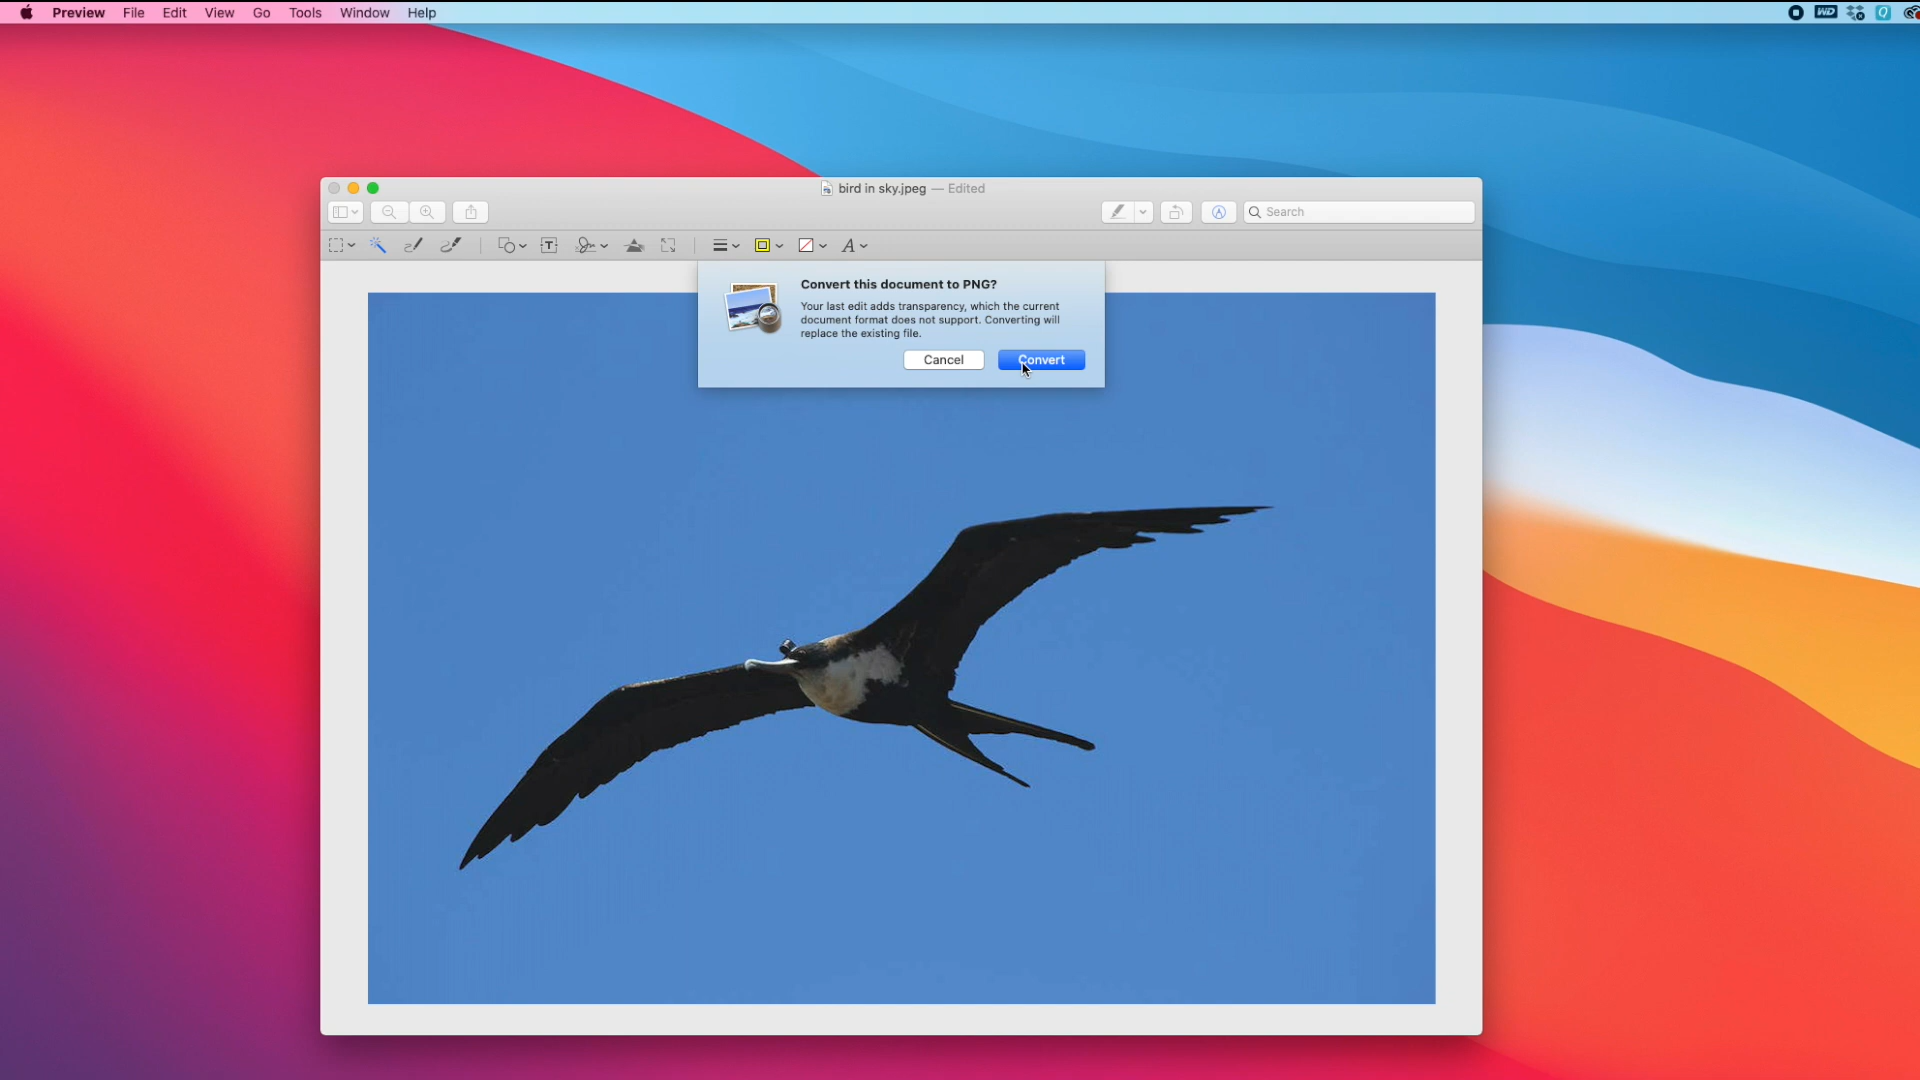 Preview File Edit View Go Tools Window Help
WD Q
bird in sky.jpeg — Edited
Search
T A
Convert this document to PNG?
Your last edit adds transparency, which the current
document format does not support. Converting will
replace the existing file.
Cancel Convert